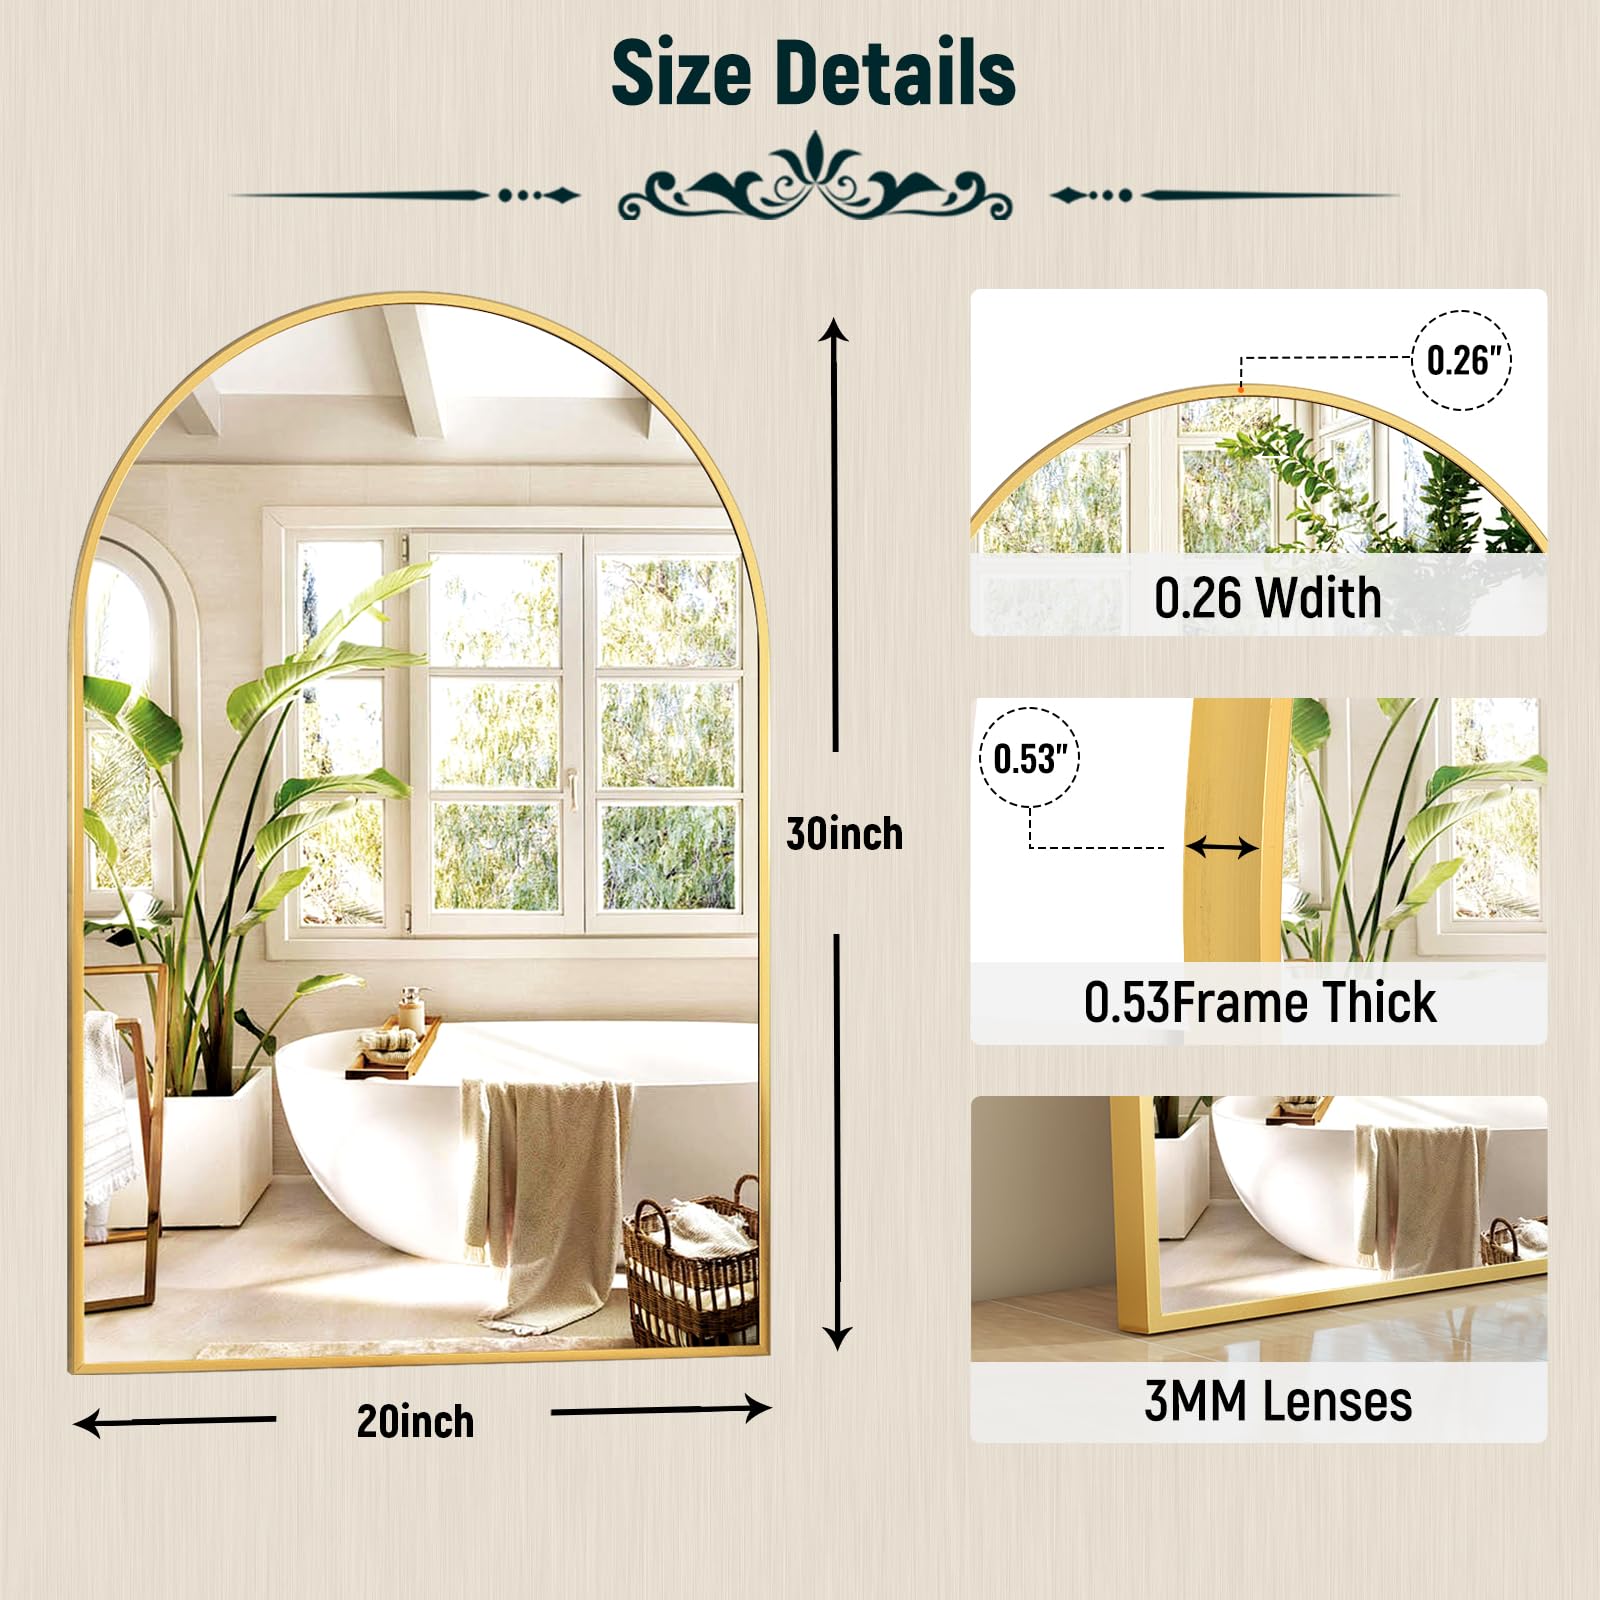 Size Details
0.26"
0.26 Wdith
30inch
0.53"
0.53Frame Thick
3MM Lenses
20inch